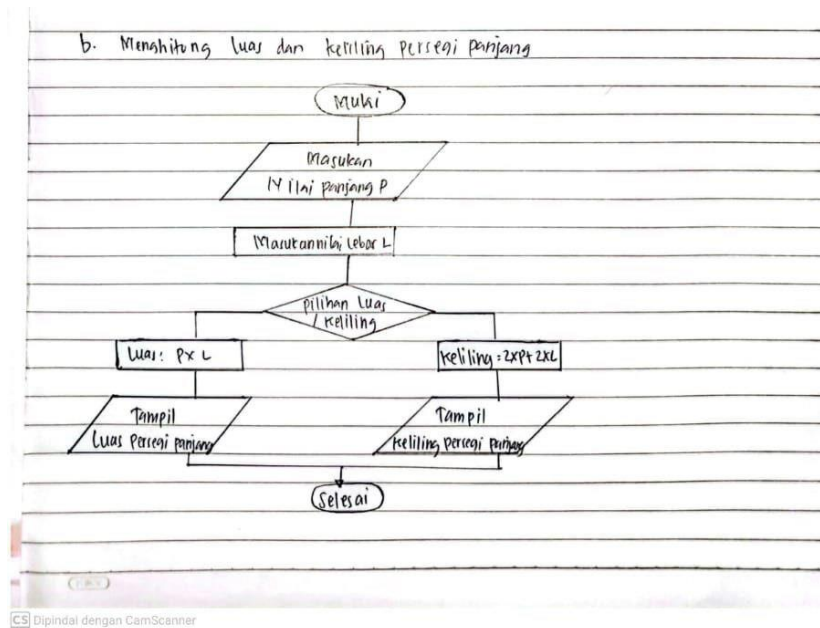 b. Menghitung luas dan keliling persegi panjang
Mulai
Masukan
Nilai panjang P
Masukan nilai Lebar L
pilihan Luas
/ Keliling
Luas: P x L
Keliling = 2xP + 2xL
Tampil
Luas Persegi panjang
Tampil
Keliling persegi panjang
Selesai
CS Dipindai dengan CamScanner